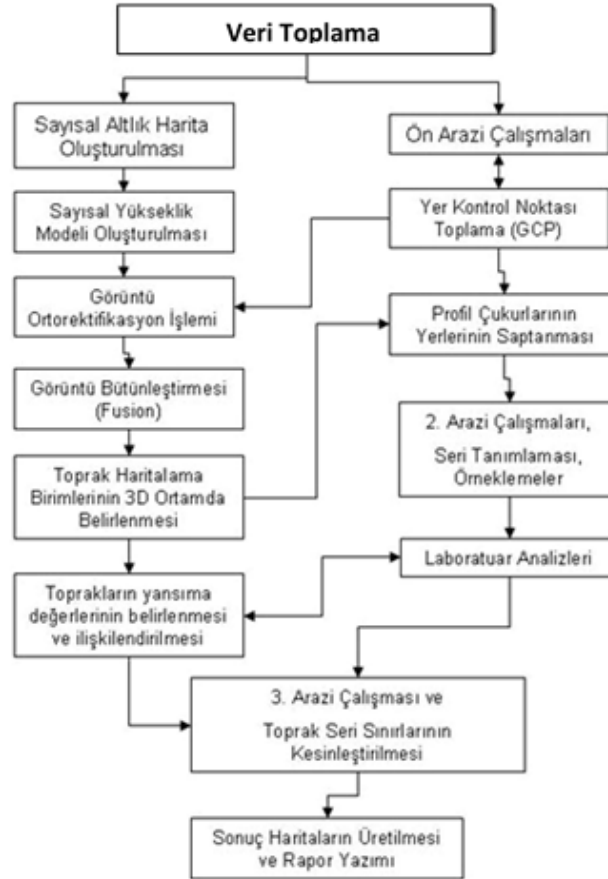 Veri Toplama
Sayısal Altlık Harita
Oluşturulması
Ön Arazi Çalışmaları
Sayısal Yükseklik
Modeli Oluşturulması
Yer Kontrol Noktası
Toplama (GCP)
Görüntü
Ortorektifikasyon İşlemi
Profil Çukurlarının
Yerlerinin Saptanması
Görüntü Bütünleştirmesi
(Fusion)
2. Arazi Çalışmaları,
Seri Tanımlaması,
Örneklemeler
Toprak Haritalama
Birimlerinin 3D Ortamda
Belirlenmesi
Laboratuar Analizleri
Toprakların yansıma
değerlerinin belirlenmesi
ve ilişkilendirilmesi
3. Arazi Çalışması ve
Toprak Seri Sınırlarının
Kesinleştirilmesi
Sonuç Haritaların Üretilmesi
ve Rapor Yazımı